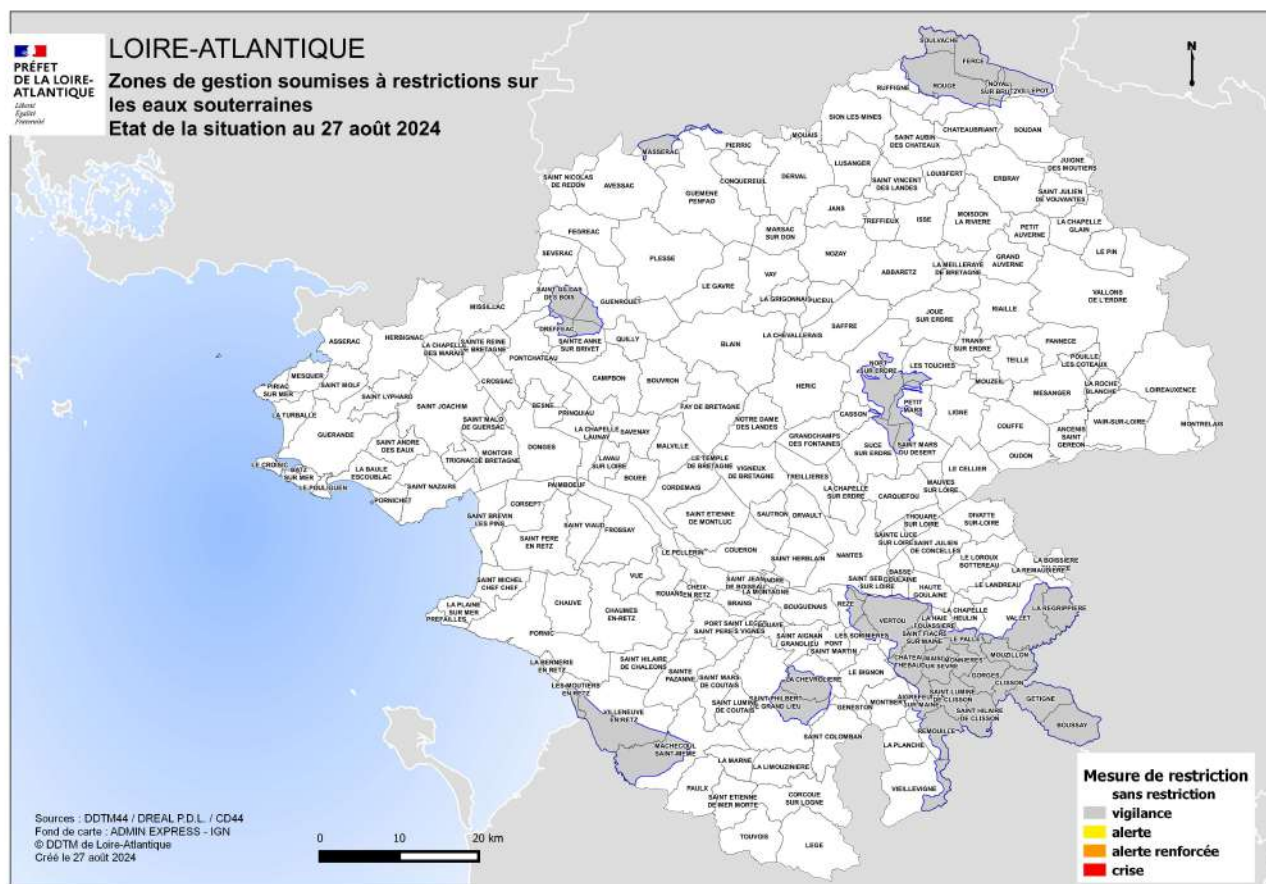 PRÉFET
DE LA LOIRE-
ATLANTIQUE
Liberté
Égalité
Fraternité
LOIRE-ATLANTIQUE
Zones de gestion soumises à restrictions sur
les eaux souterraines
Etat de la situation au 27 août 2024
N
SOULVACHE
FERCE
ROUGE
RUFFIGNE
SION LES MINES
MOUAIS
SAINT AUBIN
DES CHATEAUX
CHATEAUBRIANT
SOUDAN
MASSERAC
PIERRIC
LUSANGER
JUIGNE
DES MOUTIERS
SAINT NICOLAS
DE REDON
AVESSAC
CONQUEREUIL
DERVAL
SAINT VINCENT
DES LANDES
LOUISFERT
ERBRAY
GUEMENE
PENFAO
SAINT JULIEN
DE VOUVANTES
JANS
TREFFIEUX
ISSE
MOISDON
LA RIVIERE
PETIT
AUVERNE
LA CHAPELLE
GLAIN
FEGREAC
MARSAC
SUR DON
SEVERAC
PLESSE
NOZAY
GRAND
AUVERNE
LE PIN
VAY
ABBARETZ
LA MEILLERAYE
DE BRETAGNE
LE GAVRE
SAINT GILDAS
DES BOIS
GUENROUET
LA GRIGONNAIS
PUCEUL
VALLONS
DE L'ERDRE
MISSILLAC
RIAILLE
JOUE
SUR ERDRE
DREFFEAC
SAFFRE
ASSERAC
HERBIGNAC
LA CHAPELLE
DES MARAIS
SAINTE REINE
DE BRETAGNE
SAINTE ANNE
SUR BRIVET
QUILLY
BLAIN
LA CHEVALLERAIS
TRANS
SUR ERDRE
PANNECE
PONTCHATEAU
TEILLE
POUILLE
LES COTEAUX
NORT
SUR ERDRE
LES TOUCHES
MESQUER
PIRIAC
SUR MER
SAINT MOLF
CROSSAC
CAMPBON
BOUVRON
HERIC
MOUZEIL
MESANGER
LA ROCHE
BLANCHE
LOIREAUXENCE
SAINT LYPHARD
SAINT JOACHIM
BESNE
PRINQUIAU
FAY DE BRETAGNE
PETIT
MARS
LIGNE
LA TURBALLE
SAINT MALO
DE GUERSAC
NOTRE DAME
DES LANDES
CASSON
COUFFE
VAIR-SUR-LOIRE
MONTRELAIS
GUERANDE
LA CHAPELLE
LAUNAY
SAVENAY
GRANDCHAMPS
DES FONTAINES
ANCENIS
SAINT
GEREON
SAINT ANDRE
DES EAUX
DONGES
MALVILLE
SUCE
SUR ERDRE
SAINT MARS
DU DESERT
OUDON
LE CROISIC
BATZ
SUR MER
LA BAULE
ESCOUBLAC
TRIGNAC
MONTOIR
DE BRETAGNE
LAVAU
SUR LOIRE
BOUEE
LE TEMPLE
DE BRETAGNE
VIGNEUX
DE BRETAGNE
TREILLIERES
LE CELLIER
LE POULIGUEN
SAINT NAZAIRE
PORNICHET
PAIMBOEUF
CORDEMAIS
LA CHAPELLE
SUR ERDRE
CARQUEFOU
MAUVES
SUR LOIRE
CORSEPT
SAINT BREVIN
LES PINS
SAINT VIAUD
FROSSAY
SAINT ETIENNE
DE MONTLUC
SAUTRON
ORVAULT
THOUARE
SUR LOIRE
DIVATTE
-SUR-LOIRE
SAINT PERE
EN RETZ
LE PELLERIN
COUERON
SAINT HERBLAIN
NANTES
SAINTE LUCE
SUR LOIRE
SAINT JULIEN
DE CONCELLES
LE LOROUX
BOTTEREAU
LA REMAUDIERE
SAINT MICHEL
CHEF CHEF
VUE
ROUANS
CHEIX
EN RETZ
SAINT JEAN
DE BOISEAU
LA MONTAGNE
BASSE
GOULAINE
HAUTE
GOULAINE
LE LANDREAU
CHAUVE
CHAUMES
EN-RETZ
BRAINS
BOUGUENAIS
REZE
VERTOU
LA CHAPELLE
HEULIN
VALLET
LA REGRIPPIERE
LA PLAINE
SUR MER
PREFAILLES
PORNIC
LES SORINIERES
SAINT AIGNAN
GRANDLIEU
PONT
SAINT MARTIN
SAINT FIACRE
SUR MAINE
LE PALLET
MOUZILLON
LA BERNERIE
EN RETZ
SAINT HILAIRE
DE CHALEONS
SAINTE
PAZANNE
SAINT MARS
DE COUTAIS
LA CHEVROLIERE
LE BIGNON
MONNIERES
GORGES
CLISSON
LES-MOUTIERS
EN-RETZ
VILLENEUVE
EN-RETZ
SAINT LUMINE
DE COUTAIS
SAINT-PHILBERT
DE GRAND LIEU
GENESTON
MONTBERT
AIGREFEUILLE
SUR MAINE
SAINT LUMINE
DE CLISSON
SAINT HILAIRE
DE CLISSON
GETIGNE
BOUSSAY
REMOUILLE
MACHECOUL
SAINT-MEME
SAINT COLOMBAN
LA PLANCHE
LA MARNE
LA LIMOUZINIERE
VIEILLEVIGNE
PAULX
SAINT ETIENNE
DE MER MORTE
CORCOUE
SUR LOGNE
TOUVOIS
LEGE
Mesure de restriction
sans restriction
vigilance
alerte
alerte renforcée
crise
Sources : DDTM44 / DREAL P.D.L. / CD44
Fond de carte : ADMIN EXPRESS - IGN
© DDTM de Loire-Atlantique
Créé le 27 août 2024
0 10 20 km